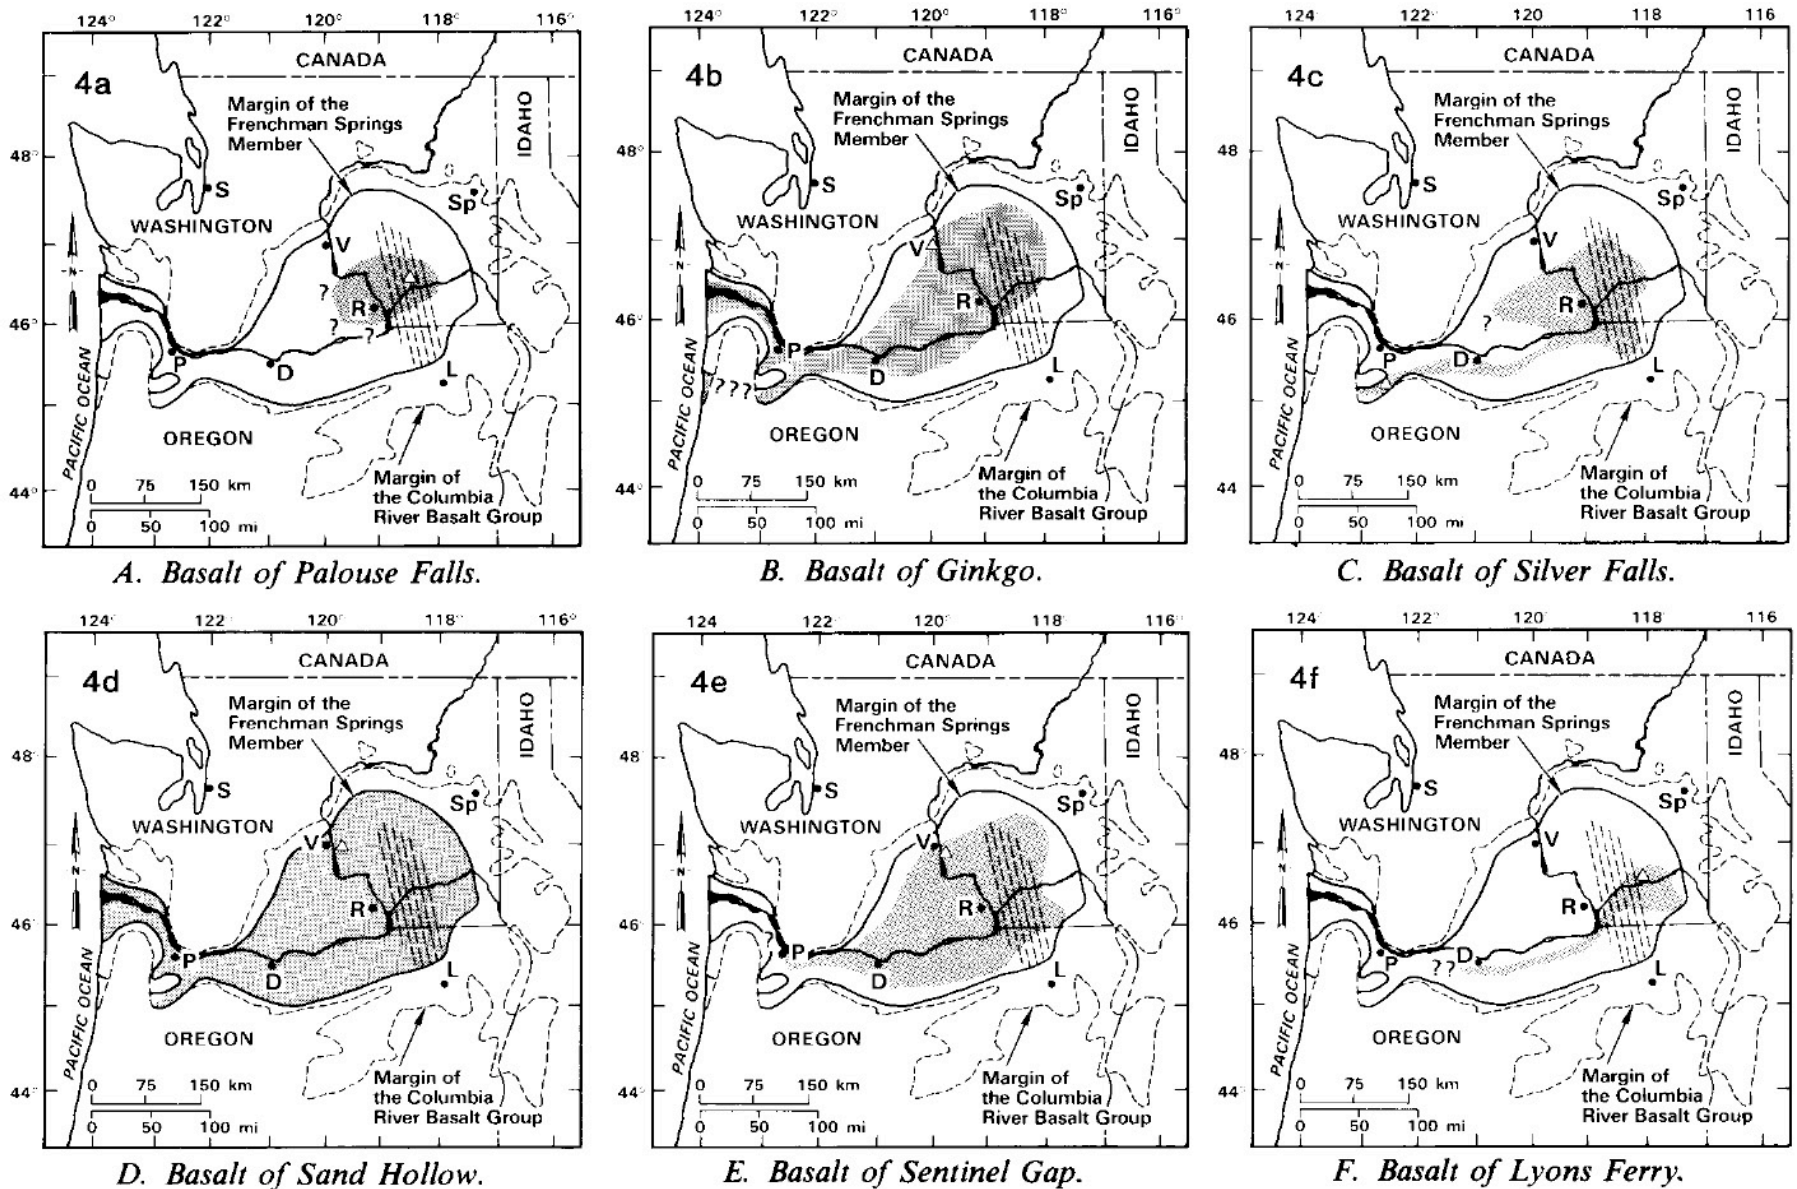 124° 122° 120° 118° 116°
4a
CANADA
Margin of the
Frenchman Springs
Member
IDAHO
48°
S
Sp
WASHINGTON
V
N
?
R
46°
?
?
P
D
L
PACIFIC OCEAN
OREGON
0 75 150 km
Margin of
the Columbia
River Basalt Group
44°
0 50 100 mi
A. Basalt of Palouse Falls.
124° 122° 120° 118° 116°
4b
CANADA
Margin of the
Frenchman Springs
Member
IDAHO
48°
S
Sp
WASHINGTON
V
N
R
46°
P
D
L
???
PACIFIC OCEAN
OREGON
0 75 150 km
Margin of
the Columbia
River Basalt Group
44°
0 50 100 mi
B. Basalt of Ginkgo.
124 122° 120 118 116
4c
CANADA
Margin of the
Frenchman Springs
Member
IDAHO
48°
S
Sp
WASHINGTON
V
N
R
46°
?
P
D
L
PACIFIC OCEAN
OREGON
0 75 150 km
Margin of
the Columbia
River Basalt Group
44
0 50 100 mi
C. Basalt of Silver Falls.
124° 122° 120° 118° 116°
4d
CANADA
Margin of the
Frenchman Springs
Member
IDAHO
48°
S
Sp
WASHINGTON
V
N
R
46°
P
D
L
PACIFIC OCEAN
OREGON
0 75 150 km
Margin of
the Columbia
River Basalt Group
44°
0 50 100 mi
D. Basalt of Sand Hollow.
124° 122° 120° 118° 116°
4e
CANADA
Margin of the
Frenchman Springs
Member
IDAHO
48°
S
Sp
WASHINGTON
V
N
R
46°
P
D
L
PACIFIC OCEAN
OREGON
0 75 150 km
Margin of
the Columbia
River Basalt Group
44°
0 50 100 mi
E. Basalt of Sentinel Gap.
124° 122° 120° 118° 116°
4f
CANADA
Margin of the
Frenchman Springs
Member
IDAHO
48°
S
Sp
WASHINGTON
V
N
R
46°
P
??
D
L
PACIFIC OCEAN
OREGON
0 75 150 km
Margin of
the Columbia
River Basalt Group
44°
0 50 100 mi
F. Basalt of Lyons Ferry.